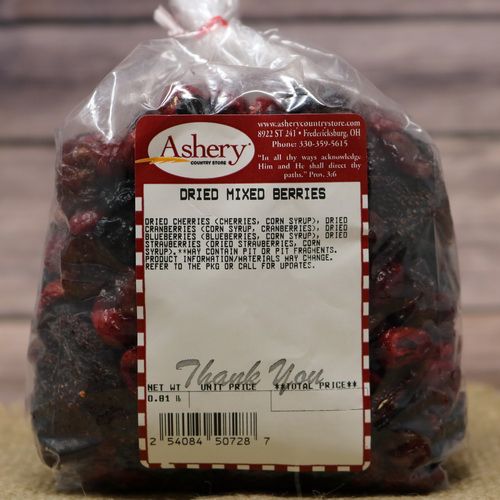 Ashery
COUNTRY STORE
www.asherycountrystore.com
8922 ST 241 • Fredericksburg, OH
Phone: 330-359-5615
"In all thy ways acknowledge
Him and He shall direct thy
paths." Prov. 3:6
DRIED MIXED BERRIES
DRIED CHERRIES (CHERRIES, CORN SYRUP), DRIED
CRANBERRIES (CORN SYRUP, CRANBERRIES), DRIED
BLUEBERRIES (BLUEBERRIES, CORN SYRUP), DRIED
STRAWBERRIES (DRIED STRAWBERRIES, CORN
SYRUP).**MAY CONTAIN PIT OR PIT FRAGMENTS.
PRODUCT INFORMATION/MATERIALS MAY CHANGE.
REFER TO THE PKG OR CALL FOR UPDATES.
Thank You
NET WT UNIT PRICE **TOTAL PRICE**
0.81 lb
2 54084 50728 7